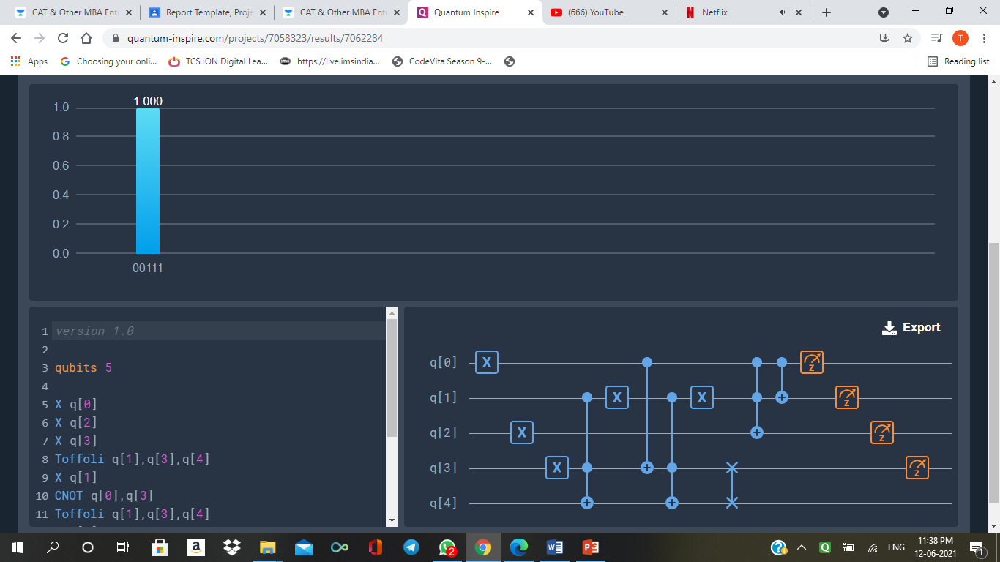 CAT & Other MBA Ent
Report Template, Proje
CAT & Other MBA Ent
Quantum Inspire
(666) YouTube
Netflix
quantum-inspire.com/projects/7058323/results/7062284
T
Apps
Choosing your onli...
TCS iON Digital Lea...
https://live.imsindia...
CodeVita Season 9-...
Reading list
1.000
1.0
0.8
0.6
0.4
0.2
0.0
00111
1 version 1.0
2
3 qubits 5
4
5 X q[0]
6 X q[2]
7 X q[3]
8 Toffoli q[1],q[3],q[4]
9 X q[1]
10 CNOT q[0],q[3]
11 Toffoli q[1],q[3],q[4]
Export
q[0] X Z
q[1] X X Z
q[2] X Z
q[3] X Z
q[4]
2
ENG
11:38 PM
12-06-2021
1